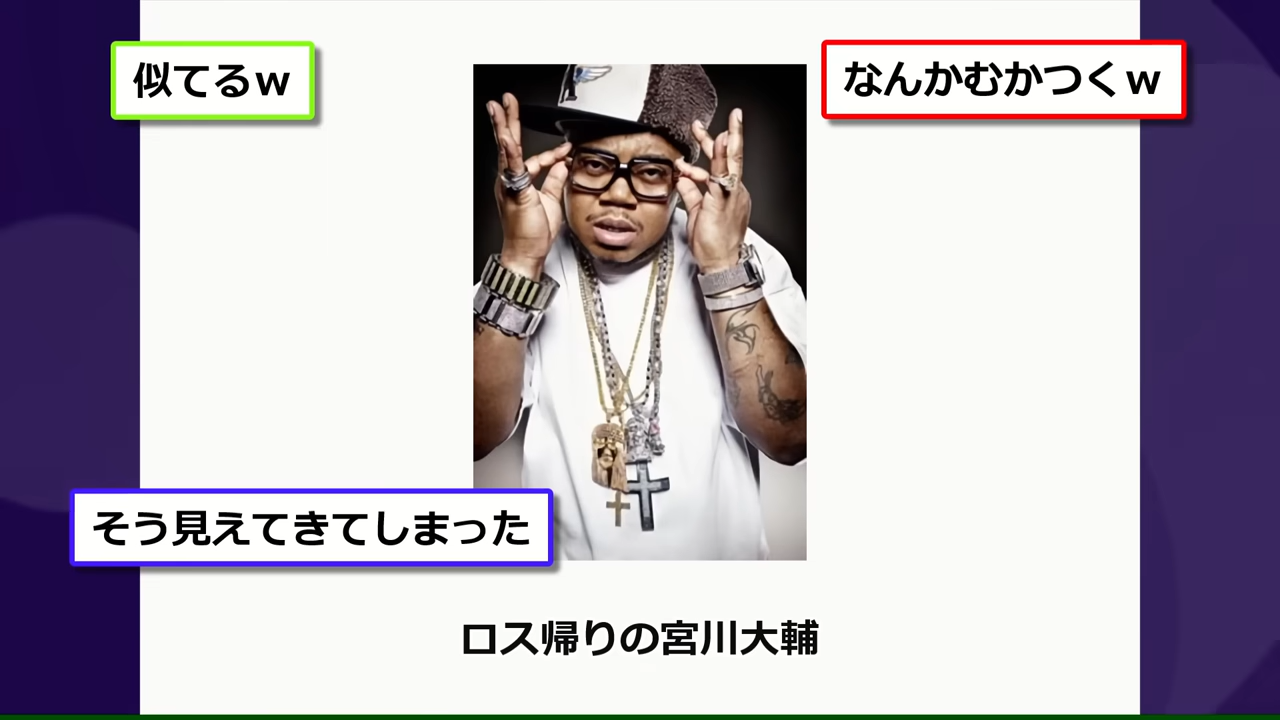 似てるｗ
なんかむかつくｗ
そう見えてきてしまった
ロス帰りの宮川大輔